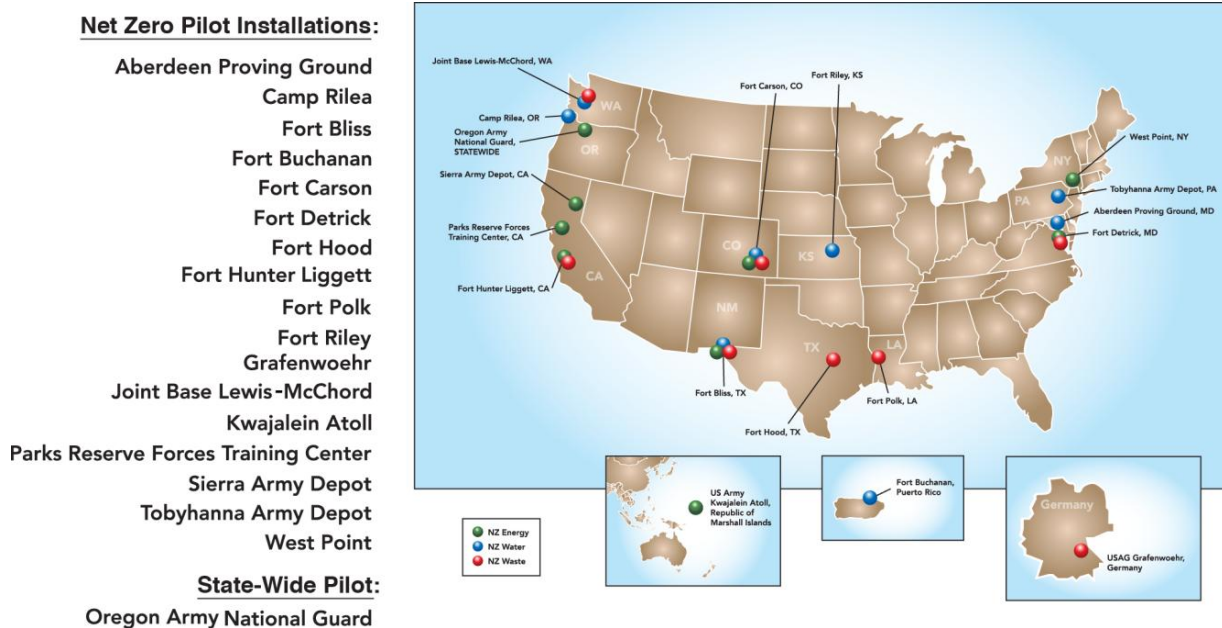 Net Zero Pilot Installations:
Aberdeen Proving Ground
Camp Rilea
Fort Bliss
Fort Buchanan
Fort Carson
Fort Detrick
Fort Hood
Fort Hunter Liggett
Fort Polk
Fort Riley
Grafenwoehr
Joint Base Lewis-McChord
Kwajalein Atoll
Parks Reserve Forces Training Center
Sierra Army Depot
Tobyhanna Army Depot
West Point
State-Wide Pilot:
Oregon Army National Guard
Joint Base Lewis-McChord, WA
Camp Rilea, OR
Oregon Army
National Guard,
STATEWIDE
Sierra Army Depot, CA
Parks Reserve Forces
Training Center, CA
Fort Hunter Liggett, CA
Fort Carson, CO
Fort Riley, KS
West Point, NY
Tobyhanna Army Depot, PA
Aberdeen Proving Ground, MD
Fort Detrick, MD
Fort Bliss, TX
Fort Hood, TX
Fort Polk, LA
WA
OR
CA
CO
KS
NM
TX
LA
NY
PA
NZ Energy
NZ Water
NZ Waste
US Army
Kwajalein Atoll,
Republic of
Marshall Islands
Fort Buchanan,
Puerto Rico
Germany
USAG Grafenwoehr,
Germany